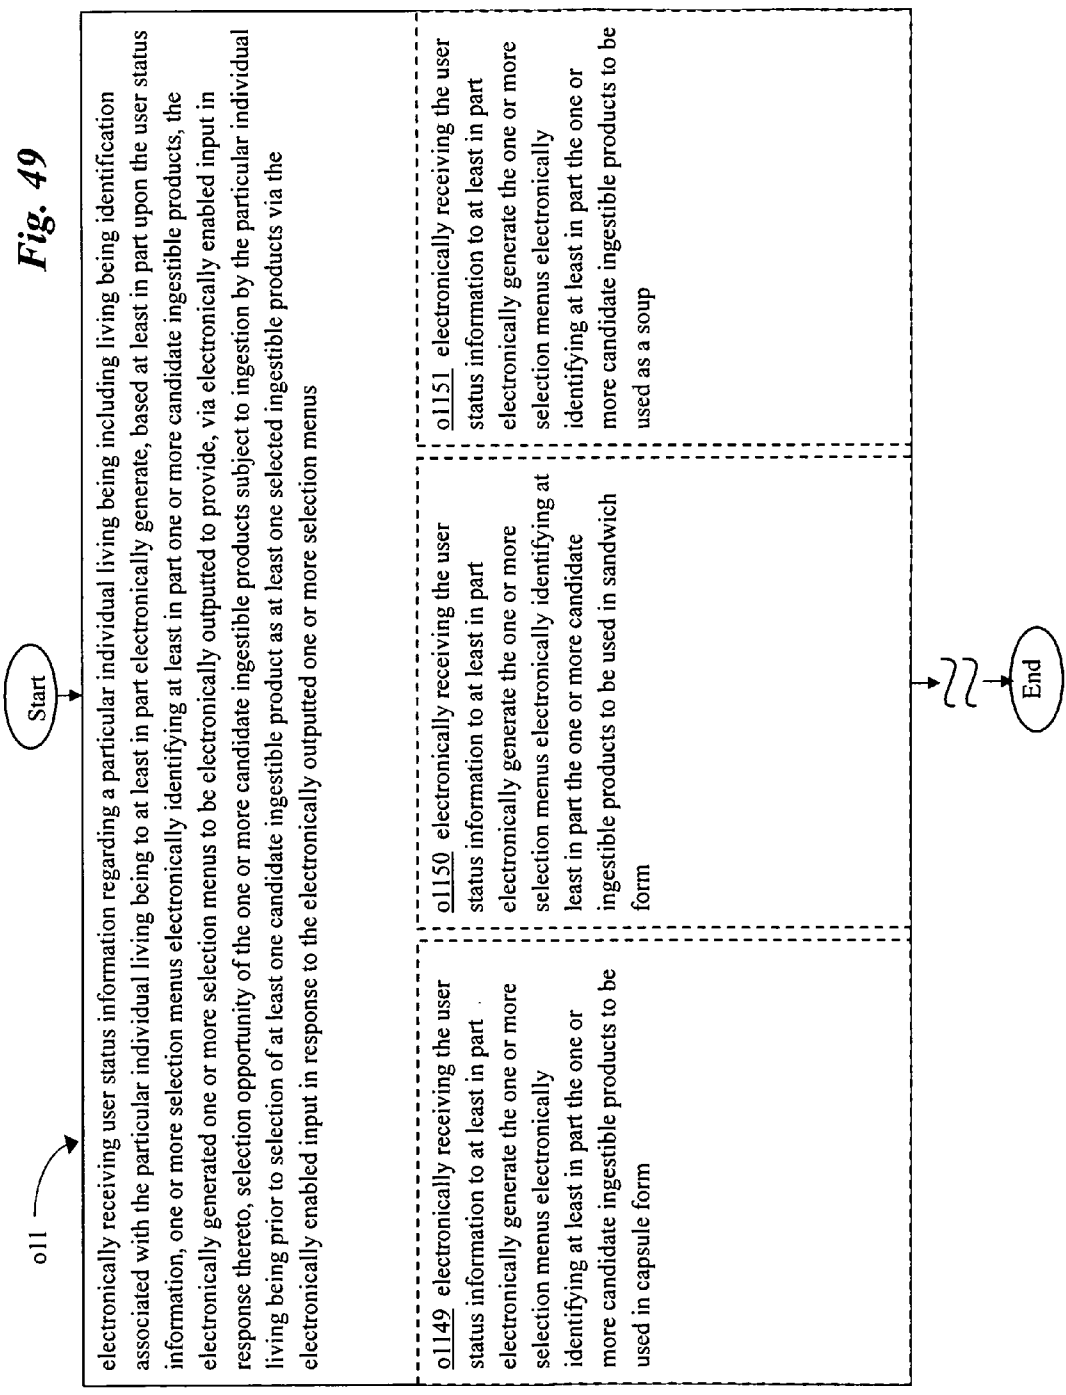 Fig. 49
Start
o11
electronically receiving user status information regarding a particular individual living being including living being identification
associated with the particular individual living being to at least in part electronically generate, based at least in part upon the user status
information, one or more selection menus electronically identifying at least in part one or more candidate ingestible products, the
electronically generated one or more selection menus to be electronically outputted to provide, via electronically enabled input in
response thereto, selection opportunity of the one or more candidate ingestible products subject to ingestion by the particular individual
living being prior to selection of at least one candidate ingestible product as at least one selected ingestible products via the
electronically enabled input in response to the electronically outputted one or more selection menus
o1149 electronically receiving the user
status information to at least in part
electronically generate the one or more
selection menus electronically
identifying at least in part the one or
more candidate ingestible products to be
used in capsule form
o1150 electronically receiving the user
status information to at least in part
electronically generate the one or more
selection menus electronically identifying at
least in part the one or more candidate
ingestible products to be used in sandwich
form
o1151 electronically receiving the user
status information to at least in part
electronically generate the one or more
selection menus electronically
identifying at least in part the one or
more candidate ingestible products to be
used as a soup
End